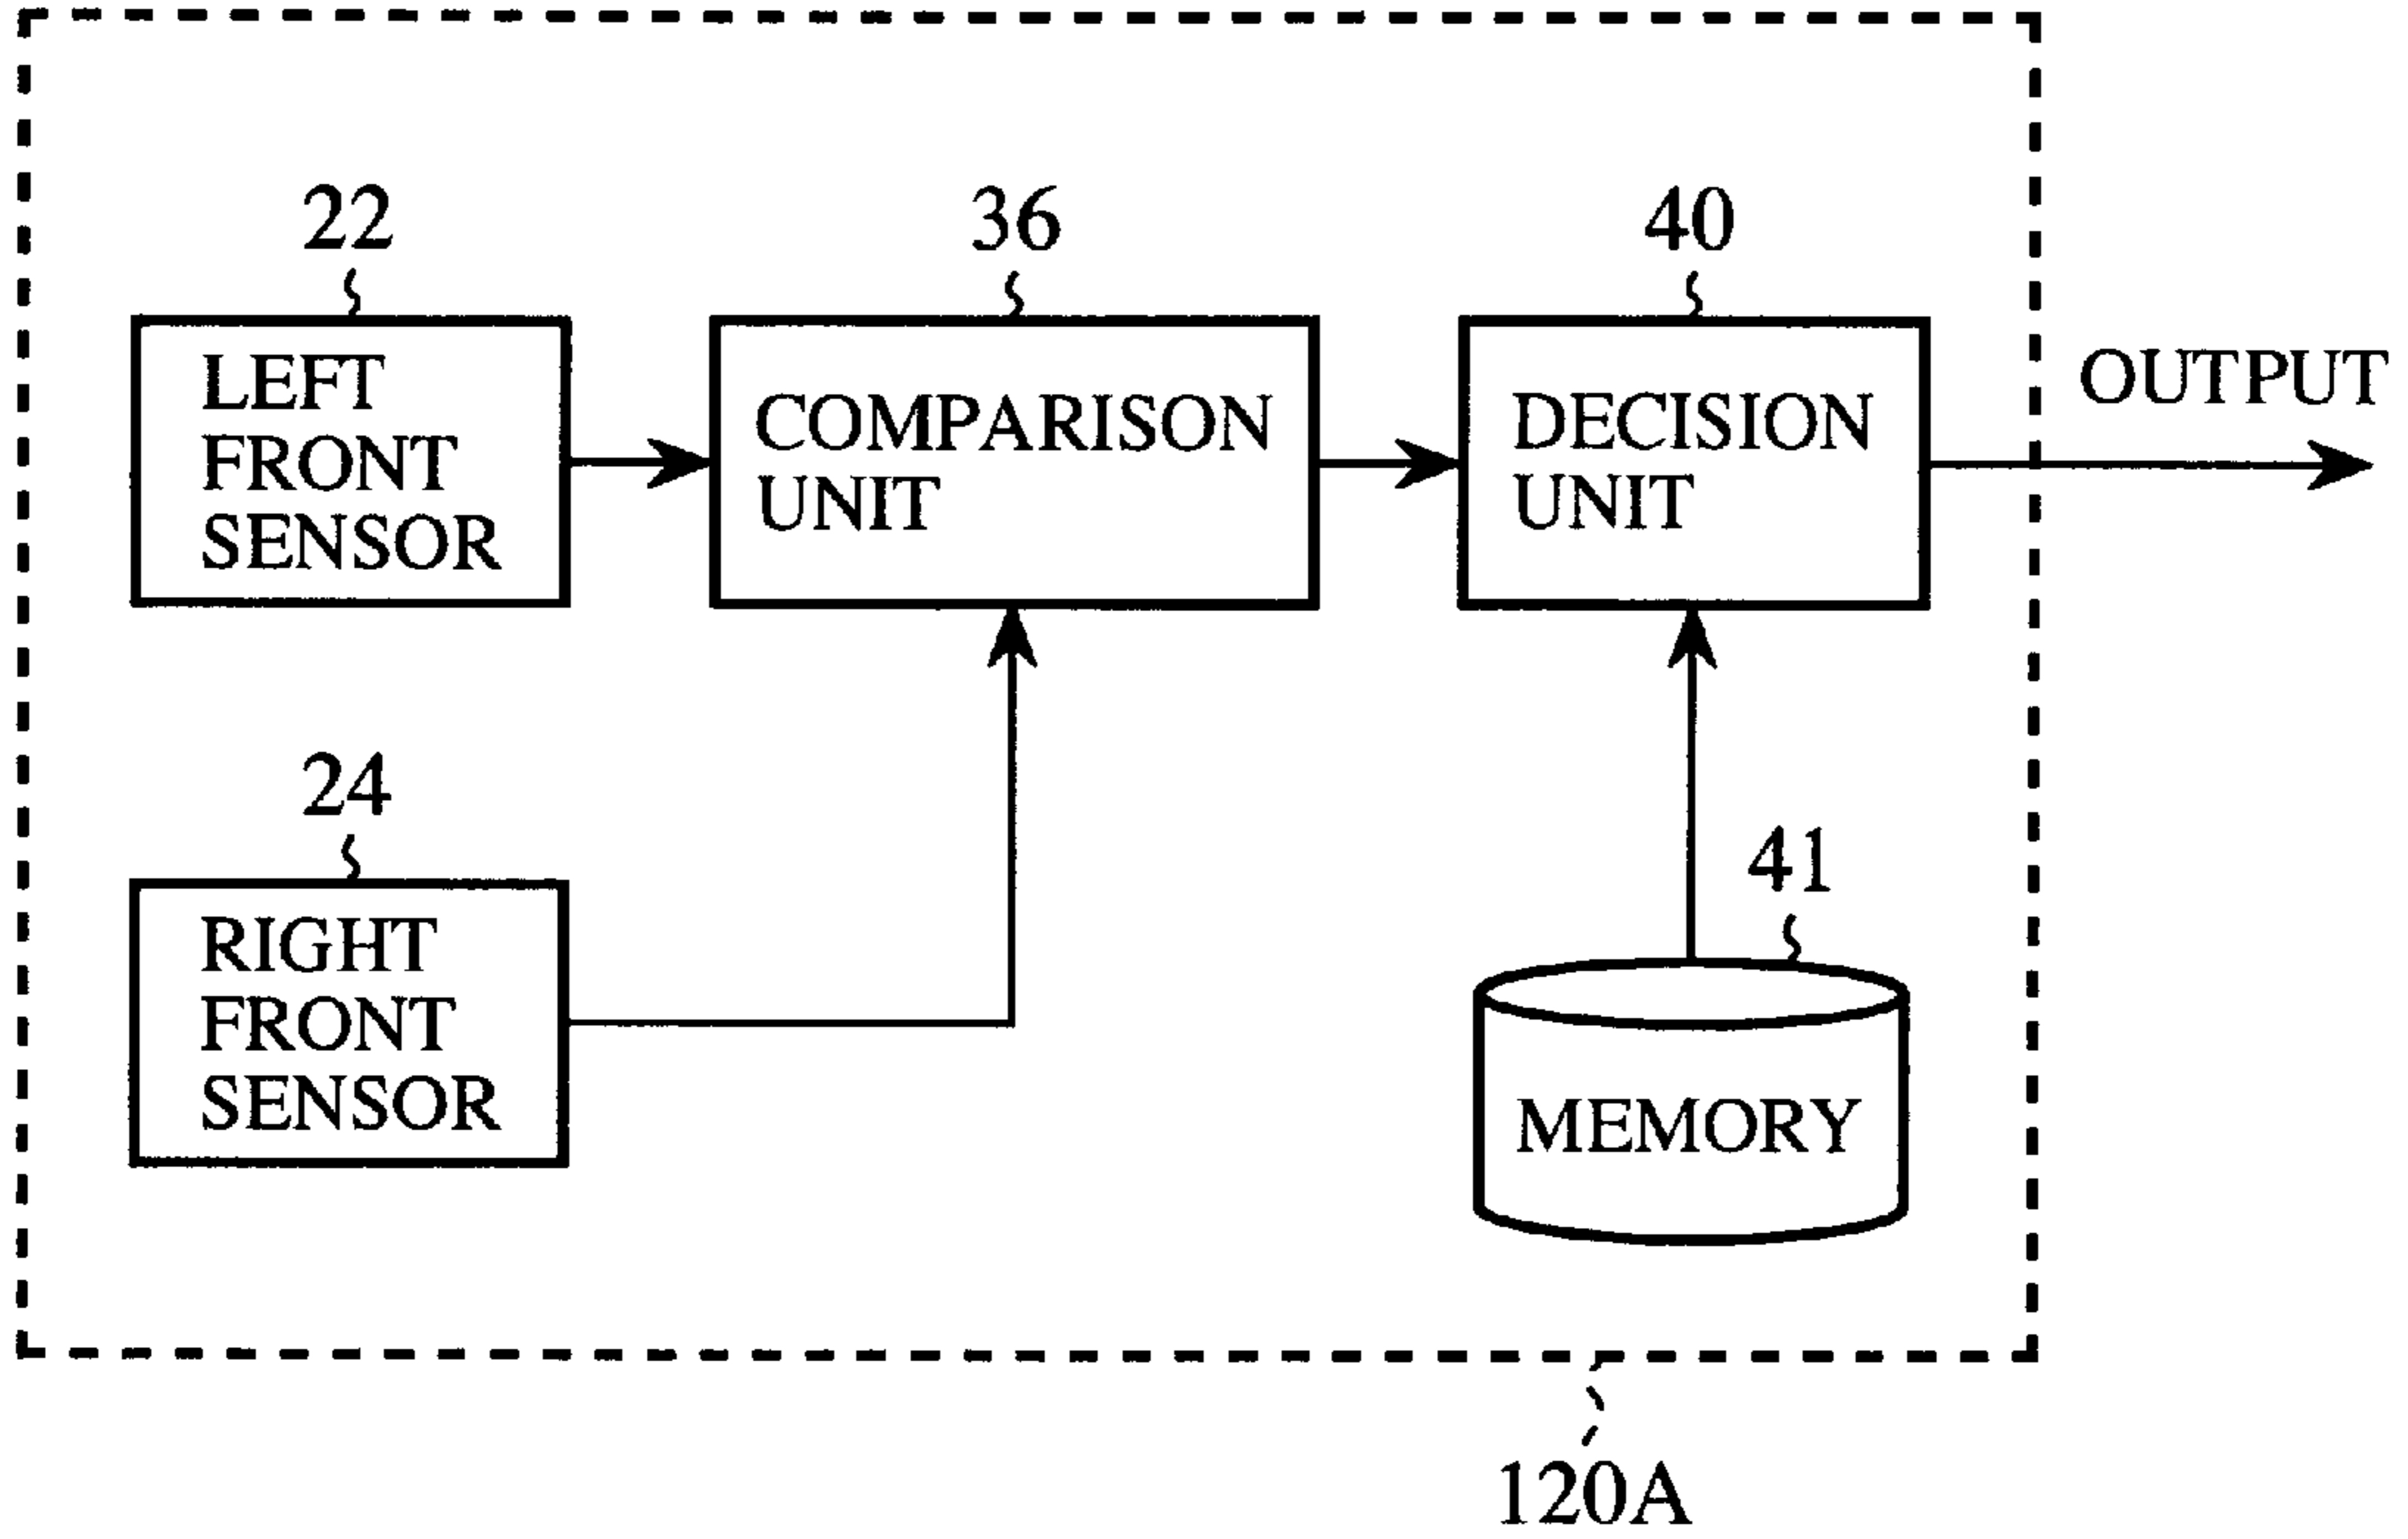 22
LEFT
FRONT
SENSOR
36
COMPARISON
UNIT
40
DECISION
UNIT
OUTPUT
24
RIGHT
FRONT
SENSOR
41
MEMORY
120A